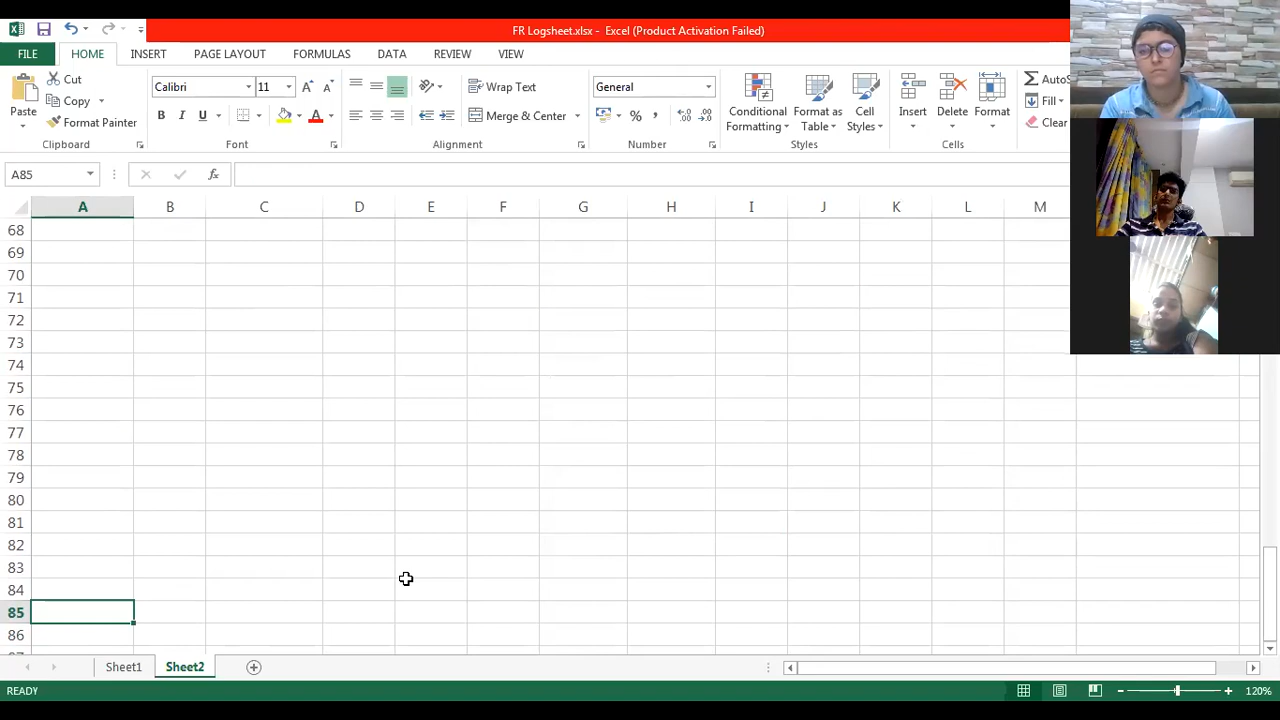 FR Logsheet.xlsx - Excel (Product Activation Failed)
FILE HOME INSERT PAGE LAYOUT FORMULAS DATA REVIEW VIEW
Paste
Cut
Copy
Format Painter
Clipboard
Calibri 11
B I U A
Font
Wrap Text
Merge & Center
Alignment
General
% ,
Number
Conditional Formatting
Format as Table
Cell Styles
Styles
Insert Delete Format
Cells
Fill
Clear
A85 fx
A B C D E F G H I J K L M
68
69
70
71
72
73
74
75
76
77
78
79
80
81
82
83
84
85
86
Sheet1 Sheet2
READY 120%